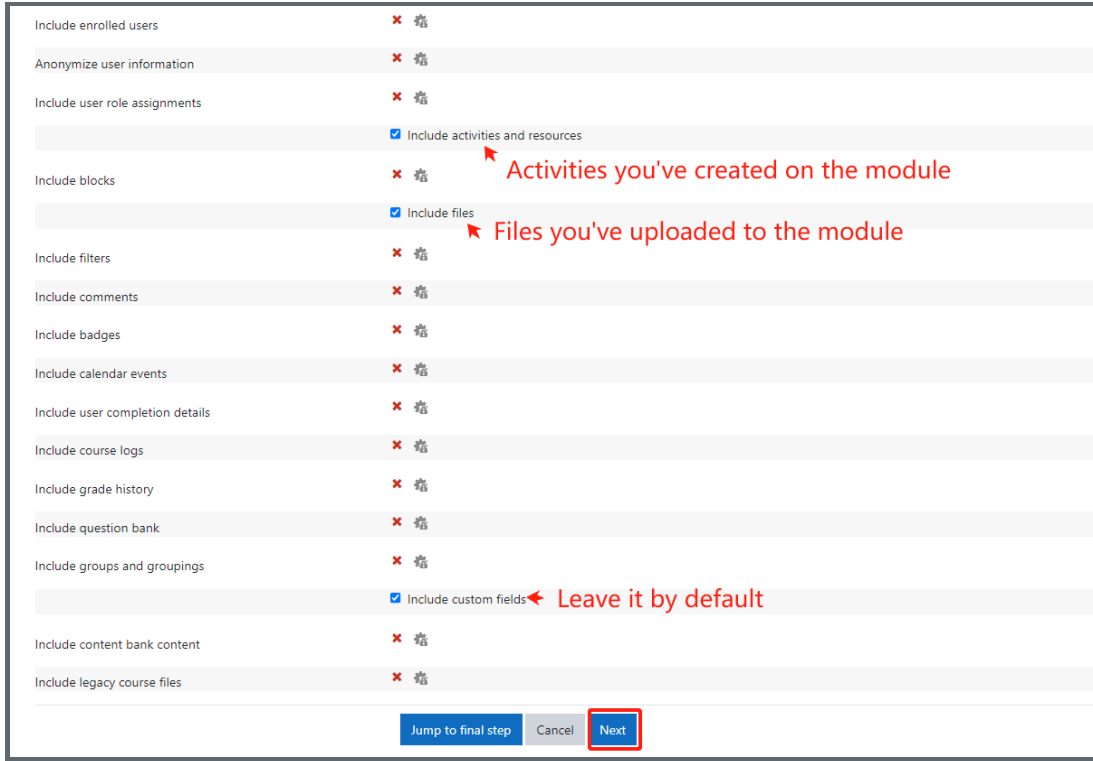 Include enrolled users
Anonymize user information
Include user role assignments
Include activities and resources
Activities you've created on the module
Include blocks
Include files
Files you've uploaded to the module
Include filters
Include comments
Include badges
Include calendar events
Include user completion details
Include course logs
Include grade history
Include question bank
Include groups and groupings
Include custom fields Leave it by default
Include content bank content
Include legacy course files
Jump to final step Cancel Next